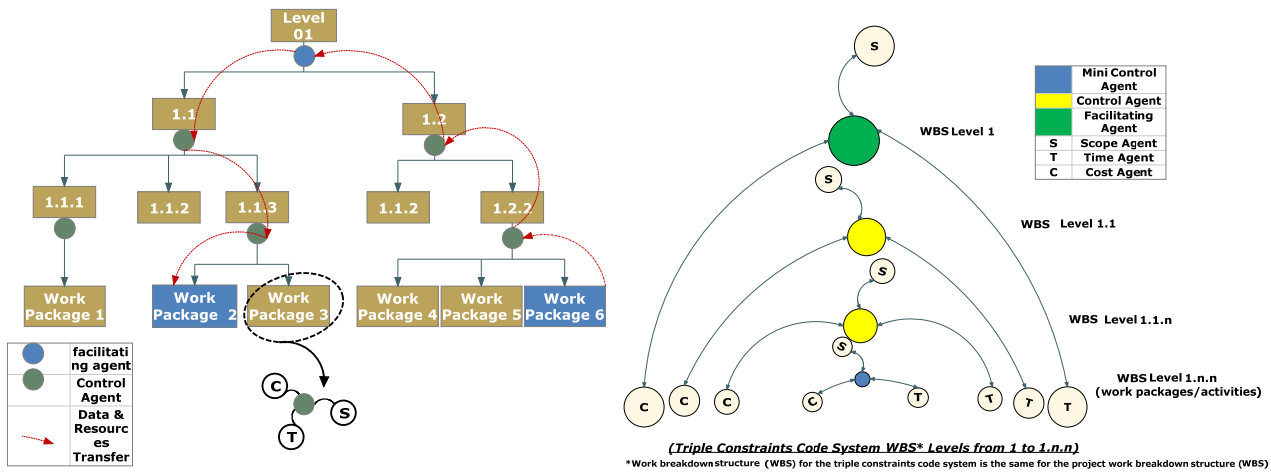 Level
01
1.1
1.2
1.1.1
1.1.2
1.1.3
1.1.2
1.2.2
Work
Package 1
Work
Package 2
Work
Package 3
Work
Package 4
Work
Package 5
Work
Package 6
facilitati
ng agent
Control
Agent
Data &
Resourc
es
Transfer
C
S
T
S
WBS Level 1
S
WBS Level 1.1
S
WBS Level 1.1.n
S
WBS Level 1.n.n
(work packages/activities)
C
C
C
C
T
T
T
T
Mini Control
Agent
Control Agent
Facilitating
Agent
S Scope Agent
T Time Agent
C Cost Agent
(Triple Constraints Code System WBS* Levels from 1 to 1.n.n)
*Work breakdown structure (WBS) for the triple constraints code system is the same for the project work breakdown structure (WBS)